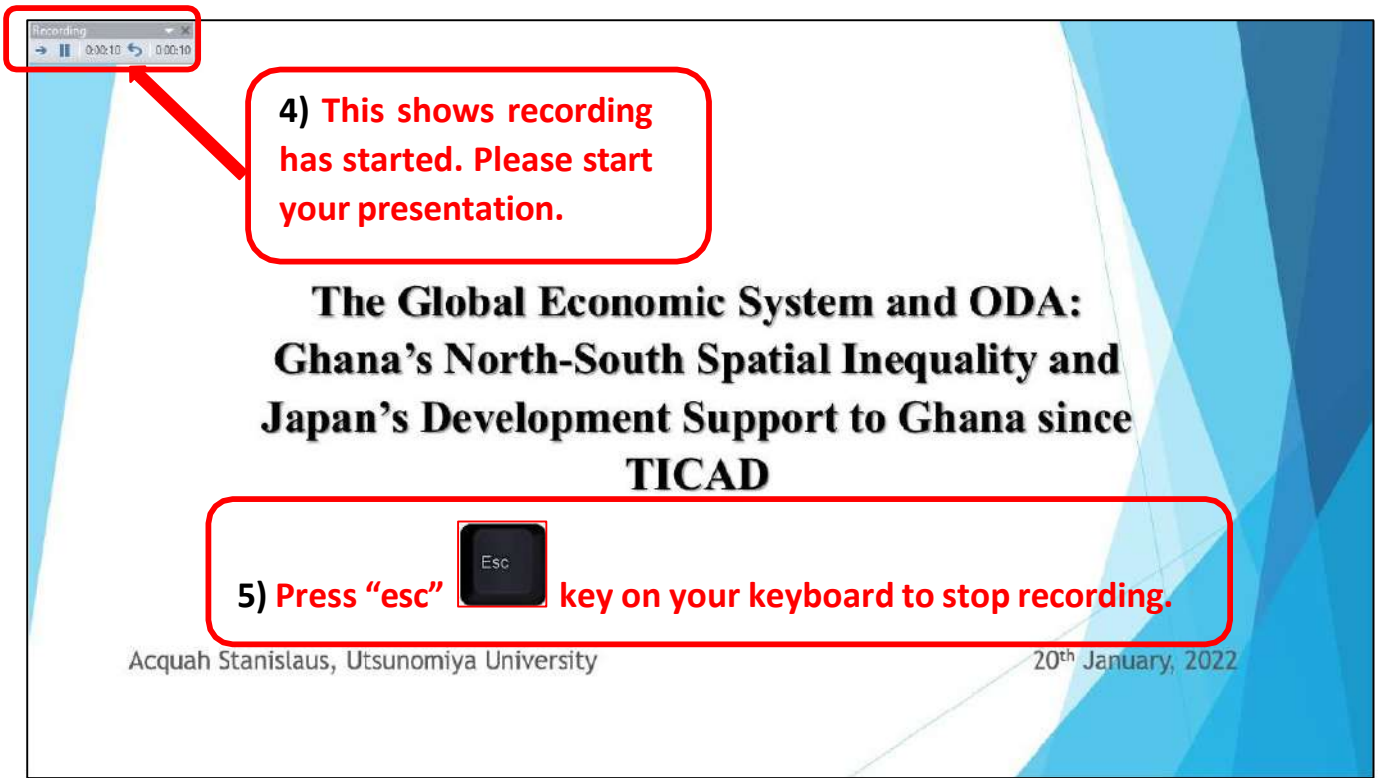 Recording
0:00:10 0:00:10
4) This shows recording
has started. Please start
your presentation.
The Global Economic System and ODA:
Ghana’s North-South Spatial Inequality and
Japan’s Development Support to Ghana since
TICAD
5) Press “esc” Esc key on your keyboard to stop recording.
Acquah Stanislaus, Utsunomiya University 20th January, 2022